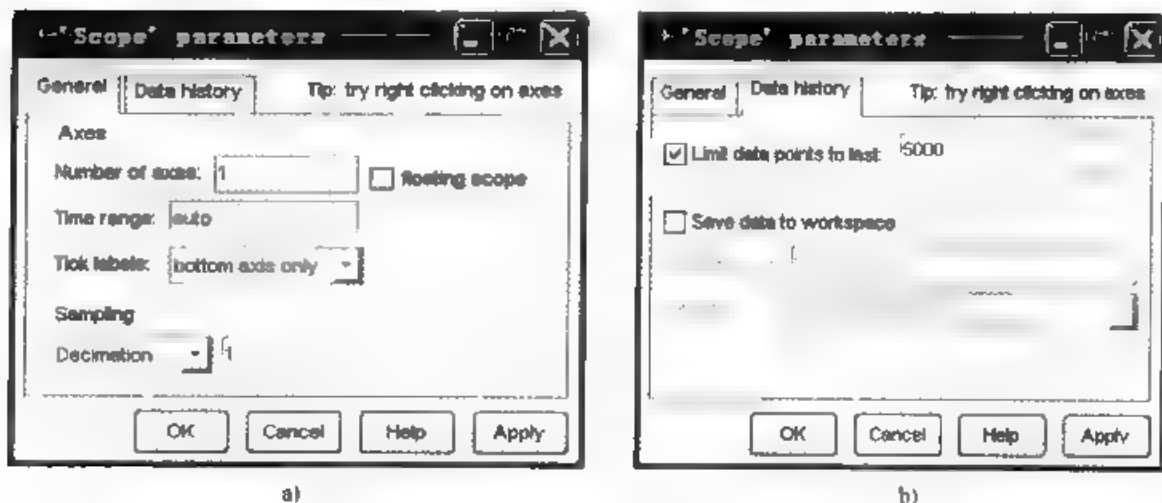 'Scope' parameters
General
Data history
Tip: try right clicking on axes
Axes
Number of axes: 1
floating scope
Time range: auto
Tick labels: bottom axis only
Sampling
Decimation 1
OK Cancel Help Apply
a)
'Scope' parameters
General
Data history
Tip: try right clicking on axes
Limit data points to last: 5000
Save data to workspace
OK Cancel Help Apply
b)